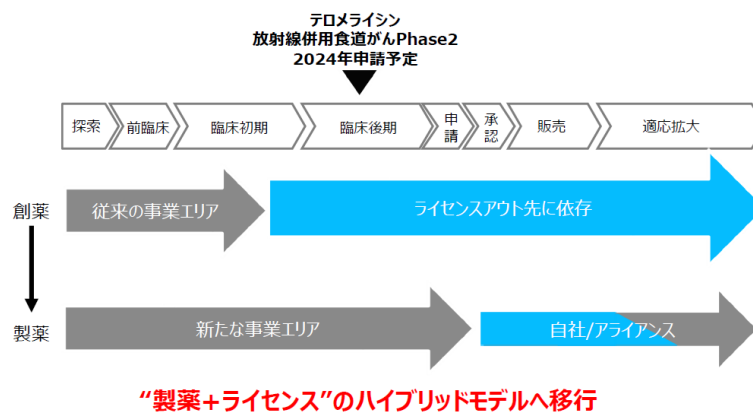 テロメライシン
放射線併用食道がんPhase2
2024年申請予定
探索
前臨床
臨床初期
臨床後期
申請
承認
販売
適応拡大
創薬
従来の事業エリア
ライセンスアウト先に依存
製薬
新たな事業エリア
自社/アライアンス
“製薬+ライセンス”のハイブリッドモデルへ移行